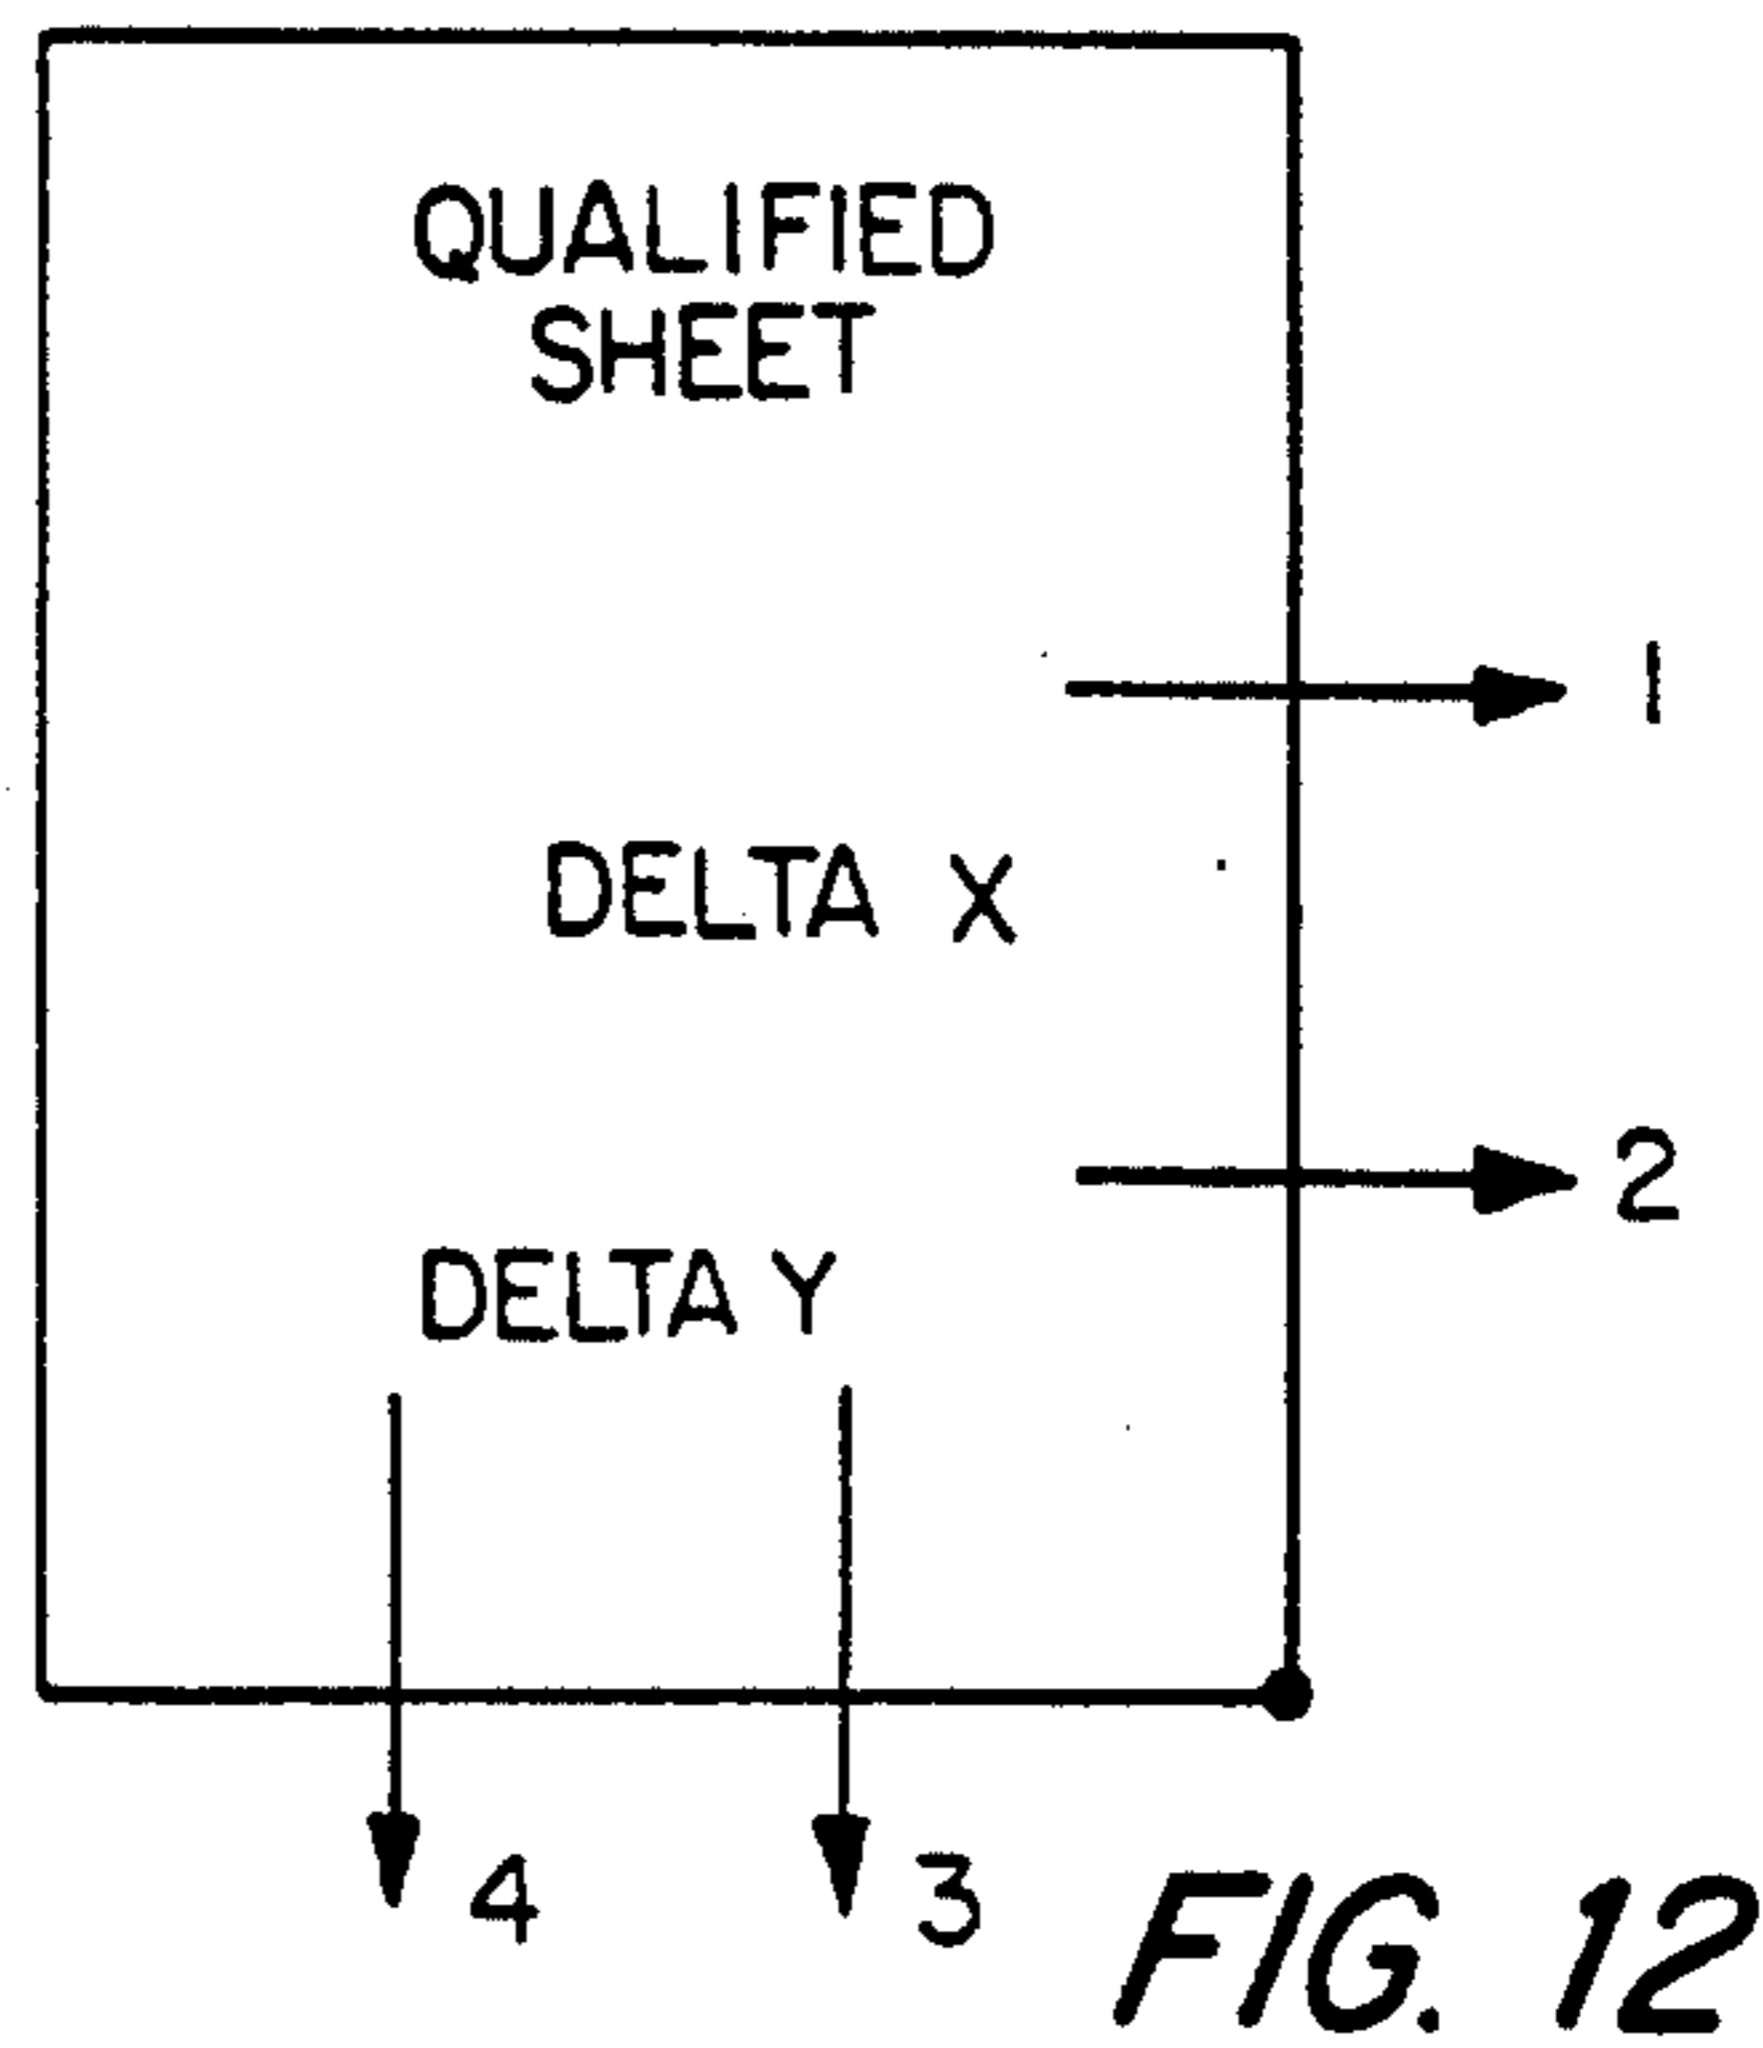 QUALIFIED
SHEET
1
DELTA X
2
DELTA Y
4
3
FIG. 12